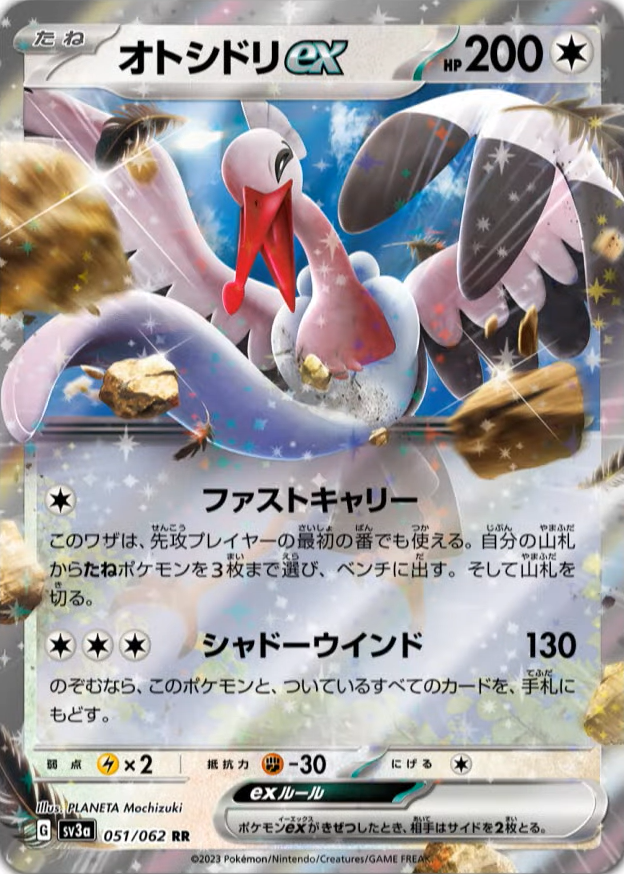 たね オトシドリex HP200
ファストキャリー
このワザは、先攻プレイヤーの最初の番でも使える。自分の山札
からたねポケモンを3枚まで選び、ベンチに出す。そして山札を
切る。
シャドーウインド 130
のぞむなら、このポケモンと、ついているすべてのカードを、手札に
もどす。
弱点 ×2 抵抗力 -30 にげる
exルール
ポケモンexがきぜつしたとき、相手はサイドを2枚とる。
Illus. PLANETA Mochizuki
G sv3a 051/062 RR
©2023 Pokémon/Nintendo/Creatures/GAME FREAK